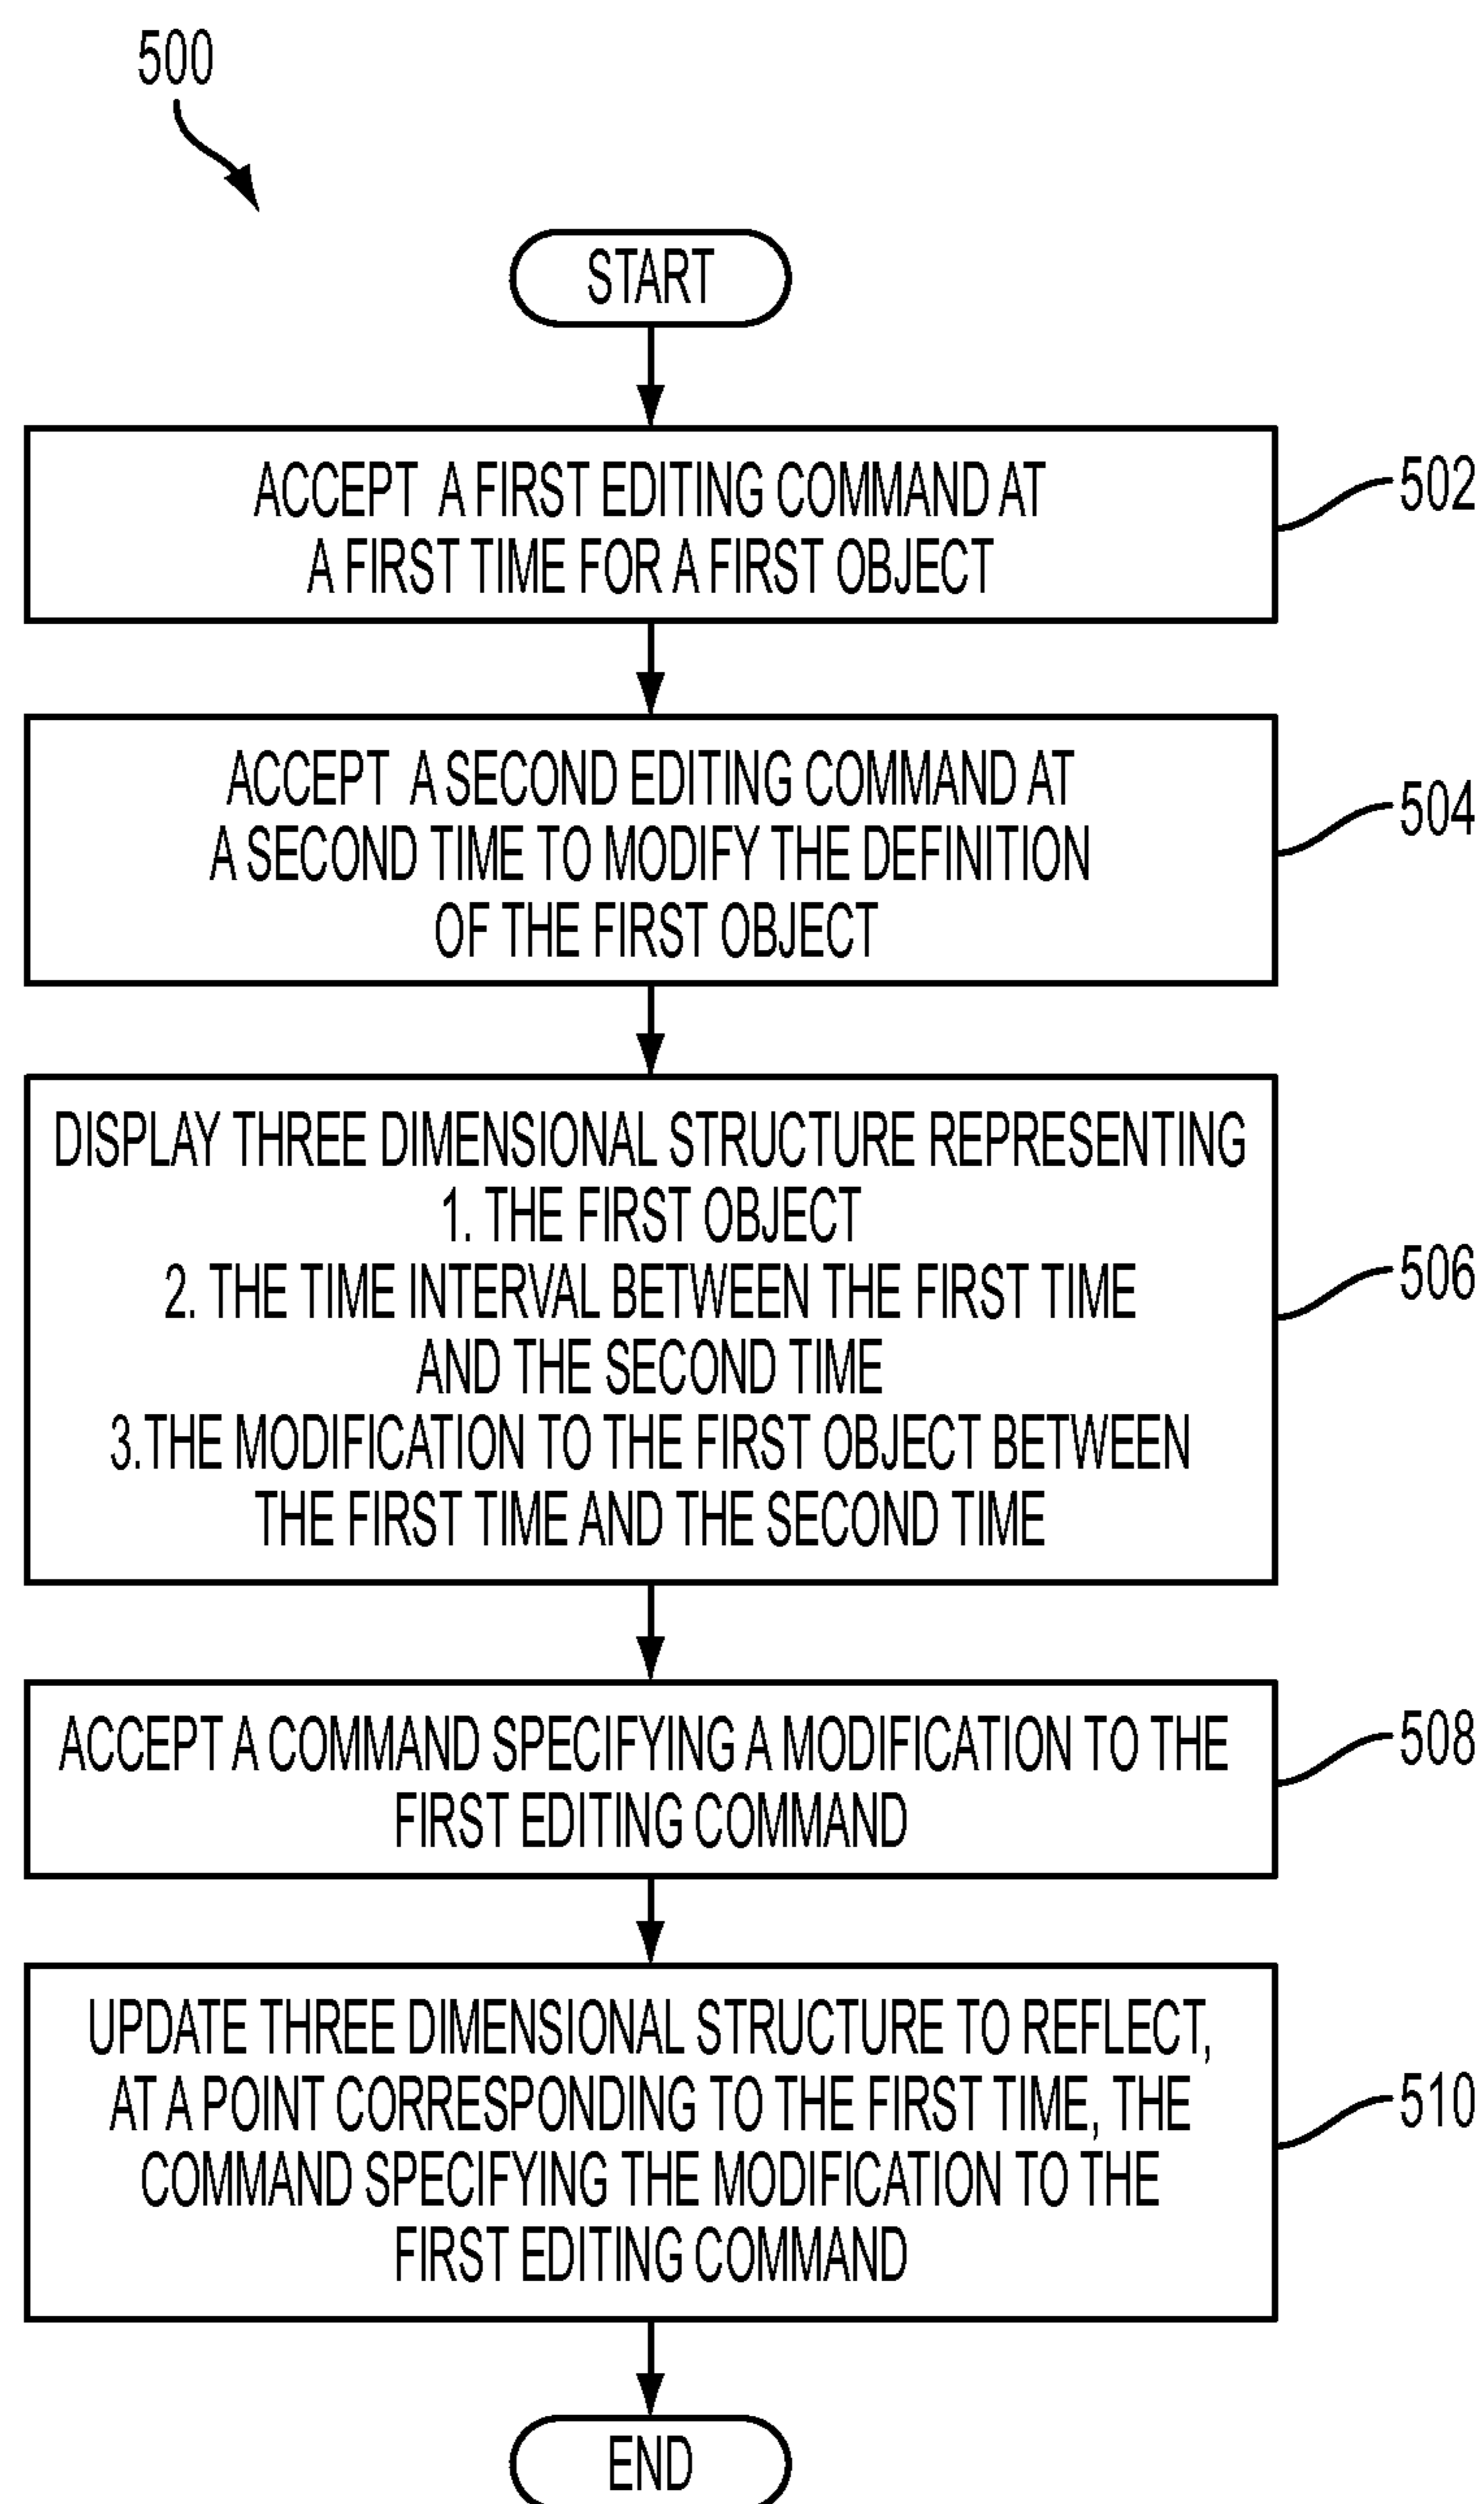 500
START
ACCEPT A FIRST EDITING COMMAND AT
A FIRST TIME FOR A FIRST OBJECT
502
ACCEPT A SECOND EDITING COMMAND AT
A SECOND TIME TO MODIFY THE DEFINITION
OF THE FIRST OBJECT
504
DISPLAY THREE DIMENSIONAL STRUCTURE REPRESENTING
1. THE FIRST OBJECT
2. THE TIME INTERVAL BETWEEN THE FIRST TIME
AND THE SECOND TIME
3.THE MODIFICATION TO THE FIRST OBJECT BETWEEN
THE FIRST TIME AND THE SECOND TIME
506
ACCEPT A COMMAND SPECIFYING A MODIFICATION TO THE
FIRST EDITING COMMAND
508
UPDATE THREE DIMENSIONAL STRUCTURE TO REFLECT,
AT A POINT CORRESPONDING TO THE FIRST TIME, THE
COMMAND SPECIFYING THE MODIFICATION TO THE
FIRST EDITING COMMAND
510
END